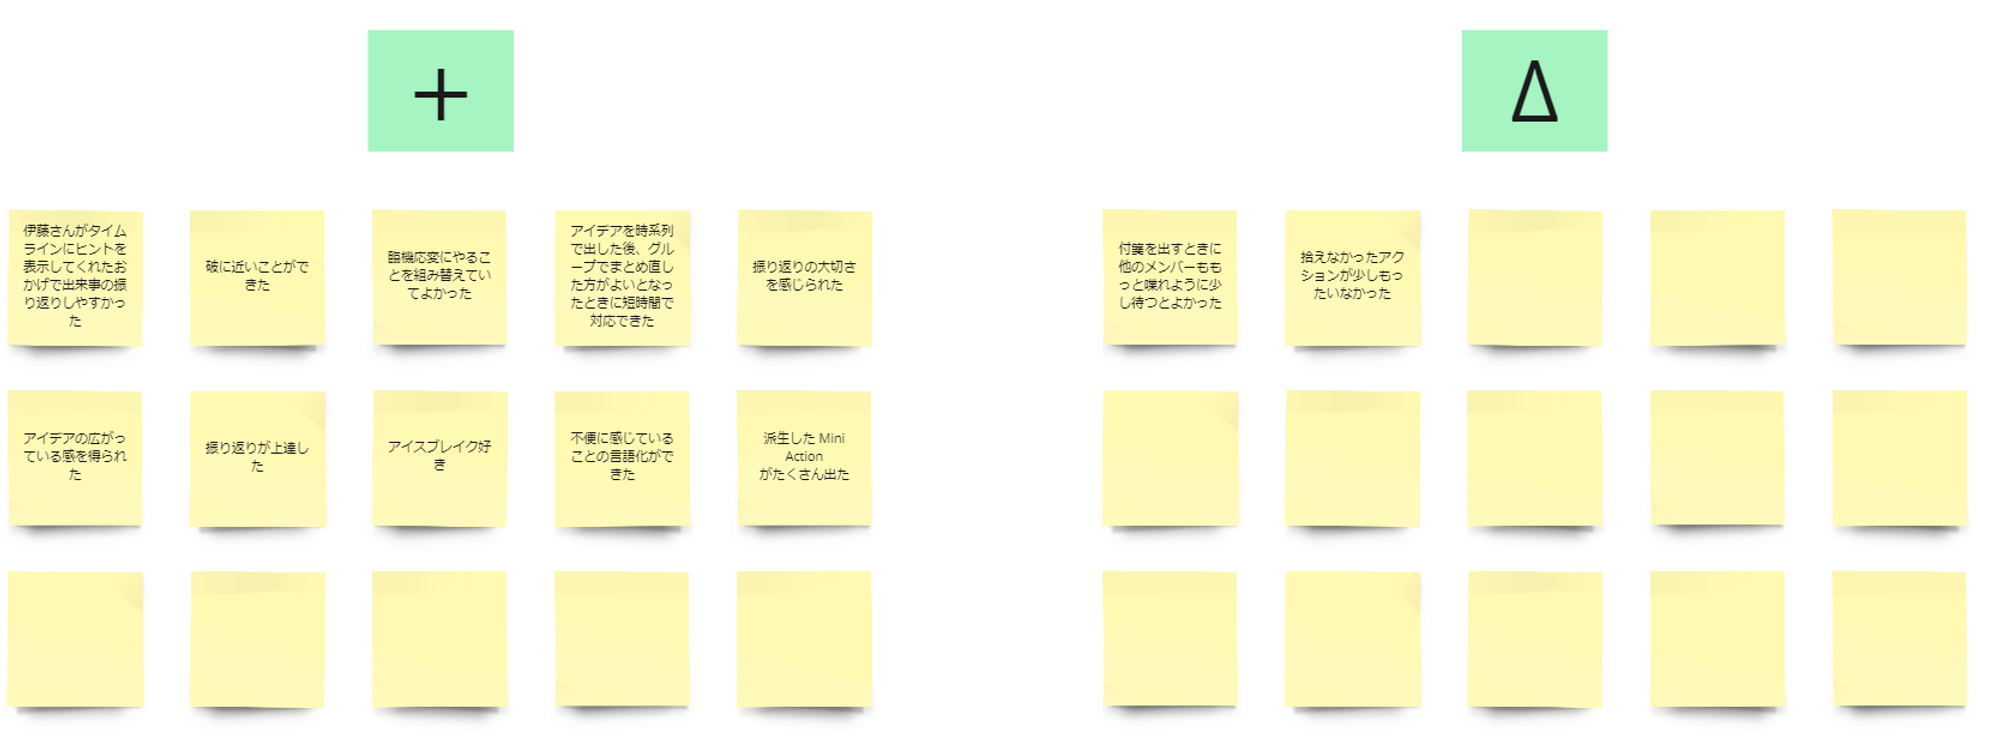 +
Δ
伊藤さんがタイム
ラインにヒントを
表示してくれたお
かげで出来事の振
り返りしやすかっ
た
破に近いことがで
きた
臨機応変にやるこ
とを組み替えてい
てよかった
アイデアを時系列
で出した後、グル
ープでまとめ直し
た方がよいとなっ
たときに短時間で
対応できた
振り返りの大切さ
を感じられた
アイデアの広がっ
ている感を得られ
た
振り返りが上達し
た
アイスブレイク好
き
不便に感じている
ことの言語化がで
きた
派生した Mini
Action
がたくさん出た
付箋を出すときに
他のメンバーもも
っと喋れように少
し待つとよかった
拾えなかったアク
ションが少しもっ
たいなかった